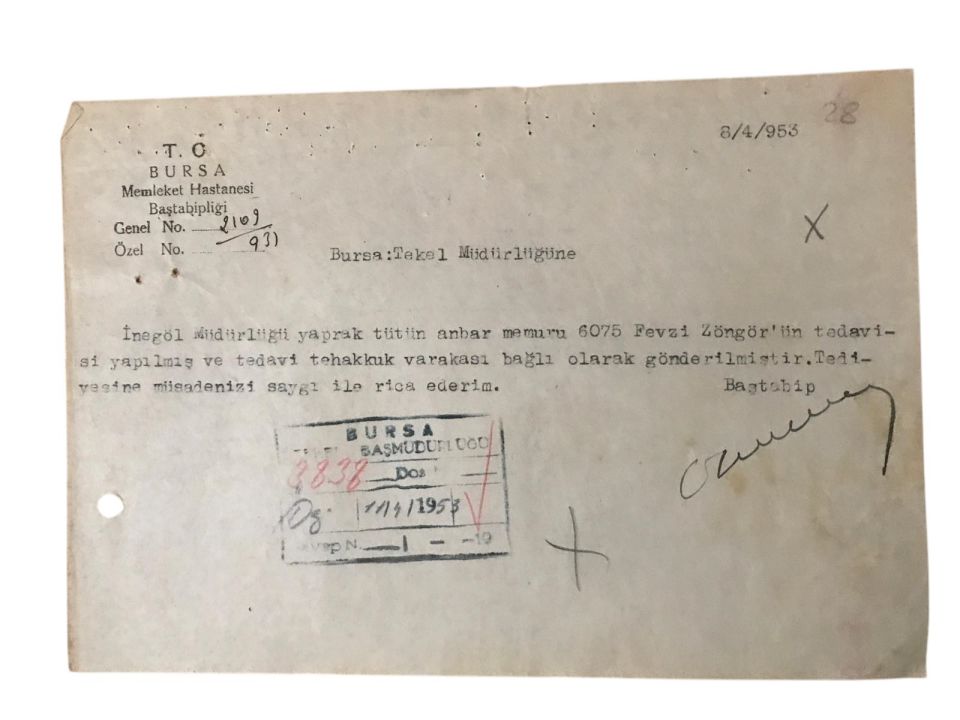 28
8/4/953
T. C
BURSA
Memleket Hastanesi
Baştabipliği
Genel No. 2109
Özel No. 931
X
Bursa:Tekel Müdürlüğüne
İnegöl Müdürlüğü yaprak tütün anbar memuru 6075 Fevzi Zöngör'ün tedavi-
si yapılmış ve tedavi tehakkuk varakası bağlı olarak gönderilmiştir.Tedi-
yesine müsadenizi saygı ile rica ederim. Baştabip
BURSA
BAŞMÜDÜRLÜĞÜ
3838 Dos
11/4/1953
N. — | — -19
X